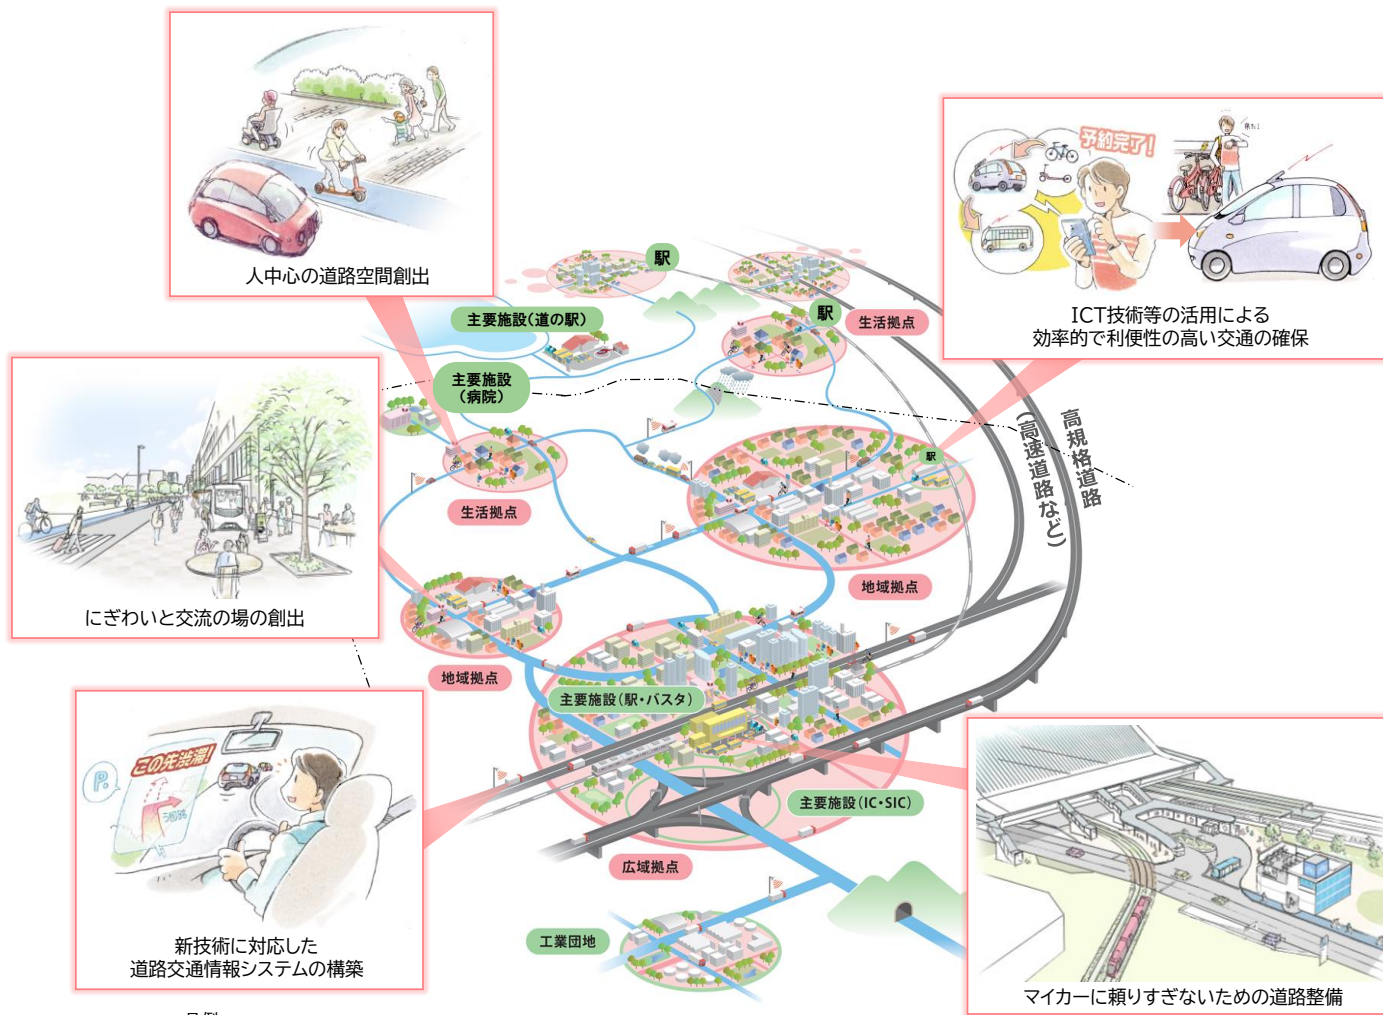 人中心の道路空間創出
予約完了!
ICT技術等の活用による
効率的で利便性の高い交通の確保
駅
主要施設(道の駅)
駅
生活拠点
主要施設
(病院)
高規格道路
(高速道路など)
駅
生活拠点
地域拠点
にぎわいと交流の場の創出
地域拠点
主要施設(駅・バスタ)
この先渋滞!
P.
主要施設(IC・SIC)
広域拠点
工業団地
新技術に対応した
道路交通情報システムの構築
マイカーに頼りすぎないための道路整備